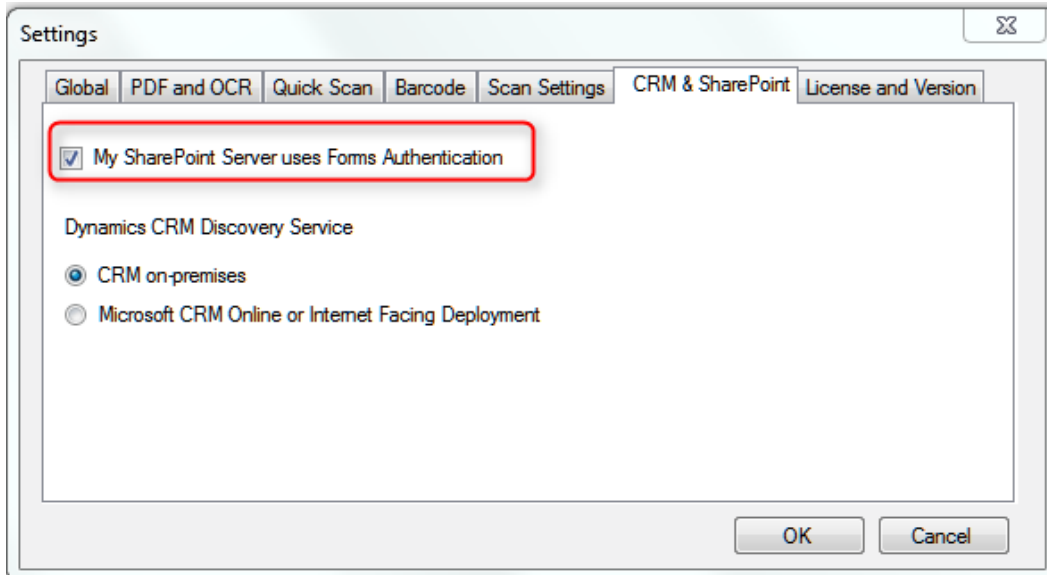 Settings
Global PDF and OCR Quick Scan Barcode Scan Settings CRM & SharePoint License and Version
My SharePoint Server uses Forms Authentication
Dynamics CRM Discovery Service
CRM on-premises
Microsoft CRM Online or Internet Facing Deployment
OK Cancel